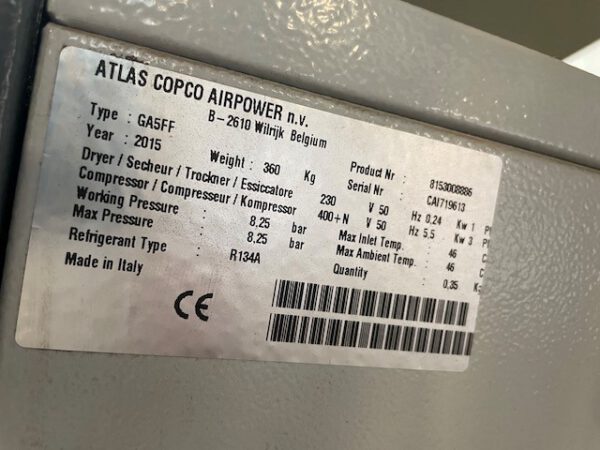 ATLAS COPCO AIRPOWER n.v.
B-2610 Wilrijk Belgium
Type : GA5FF
Year : 2015
Weight : 360 Kg
Product Nr : 8153008886
Serial Nr : CAI719613
Dryer / Secheur / Trockner / Essiccatore 230 V 50 Hz 0.24 Kw 1
Compressor / Compresseur / Kompressor 400+N V 50 Hz 5.5 Kw 3
Working Pressure : 8,25 bar Max Inlet Temp. : 46
Max Pressure : 8,25 bar Max Ambient Temp. : 46
Refrigerant Type : R134A Quantity : 0,35
Made in Italy
CE